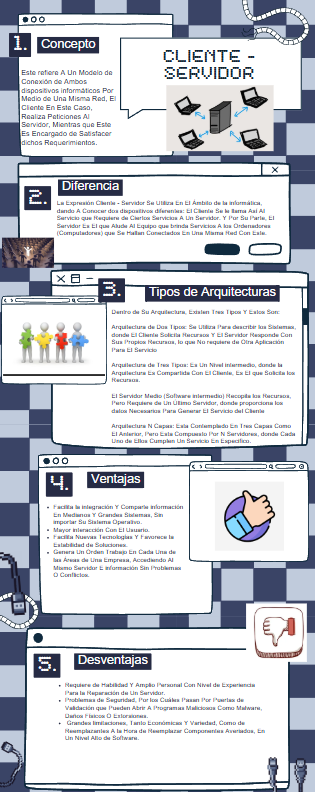 CLIENTE -
SERVIDOR
1.
Concepto
Este refiere A Un Modelo de
Conexión de Ambos
dispositivos informáticos Por
Medio de Una Misma Red, El
Cliente En Este Caso,
Realiza Peticiones Al
Servidor, Mientras que Este
Es Encargado de Satisfacer
dichos Requerimientos.
2.
Diferencia
La Expresión Cliente - Servidor Se Utiliza En El Ámbito de la informática,
dando A Conocer dos dispositivos diferentes: El Cliente Se le llama Así Al
Servicio que Requiere de Ciertos Servicios A Un Servidor. Y Por Su Parte, El
Servidor Es El que Alude Al Equipo que brinda Servicios A los Ordenadores
(Computadores) que Se Hallan Conectados En Una Misma Red Con Este.
3.
Tipos de Arquitecturas
Dentro de Su Arquitectura, Existen Tres Tipos Y Estos Son:
Arquitectura de Dos Tipos: Se Utiliza Para describir los Sistemas,
donde El Cliente Solicita Recursos Y El Servidor Responde Con
Sus Propios Recursos, lo que No requiere de Otra Aplicación
Para El Servicio
Arquitectura de Tres Tipos: Es Un Nivel intermedio, donde la
Arquitectura Es Compartida Con El Cliente, Es El que Solicita los
Recursos.
El Servidor Medio (Software intermedio) Recopila los Recursos,
Pero Requiere de Un Último Servidor, donde proporciona los
datos Necesarios Para Generar El Servicio del Cliente
Arquitectura N Capas: Esta Contemplado En Tres Capas Como
El Anterior, Pero Esta Compuesto Por N Servidores, donde Cada
Uno de Ellos Cumplen Un Servicio En Específico.
4.
Ventajas
Facilita la integración Y Comparte información
En Medianos Y Grandes Sistemas, Sin
importar Su Sistema Operativo.
Mayor interacción Con El Usuario.
Facilita Nuevas Tecnologías Y Favorece la
Estabilidad de Soluciones.
Genera Un Orden Trabajo En Cada Una de
las Áreas de Una Empresa, Accediendo Al
Mismo Servidor E información Sin Problemas
O Conflictos.
5.
Desventajas
Requiere de Habilidad Y Amplio Personal Con Nivel de Experiencia
Para la Reparación de Un Servidor.
Problemas de Seguridad, Por los Cuáles Pasan Por Puertas de
Validación que Pueden Abrir A Programas Maliciosos Como Malware,
Daños Físicos O Extorsiones.
Grandes limitaciones, Tanto Económicas Y Variedad, Como de
Reemplazantes A la Hora de Reemplazar Componentes Averiados, En
Un Nivel Alto de Software.